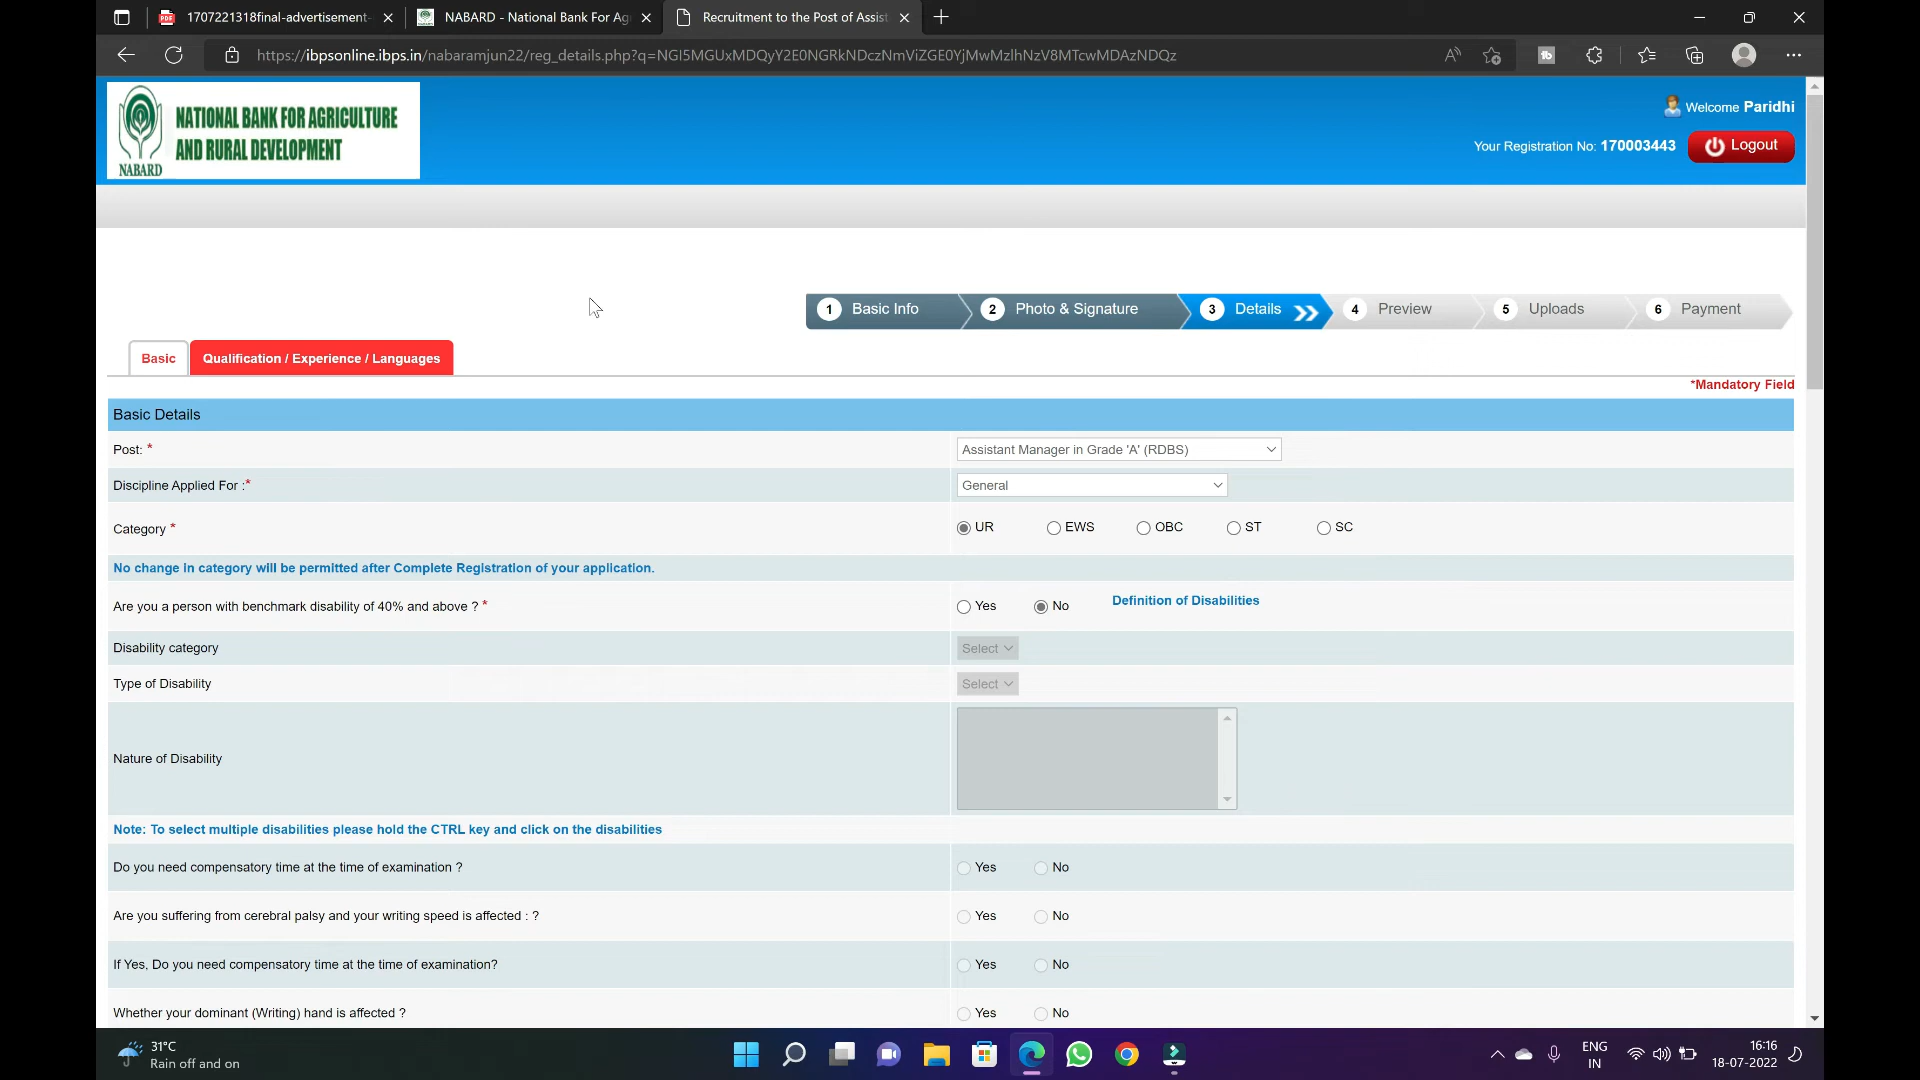 1707221318final-advertisement-
NABARD - National Bank For Ag
Recruitment to the Post of Assist
https://ibpsonline.ibps.in/nabaramjun22/reg_details.php?q=NGI5MGUxMDQyY2E0NGRkNDczNmViZGE0YjMwMzlhNzV8MTcwMDAzNDQz
NATIONAL BANK FOR AGRICULTURE
AND RURAL DEVELOPMENT
NABARD
Welcome Paridhi
Your Registration No: 170003443
Logout
1 Basic Info
2 Photo & Signature
3 Details
4 Preview
5 Uploads
6 Payment
Basic
Qualification / Experience / Languages
*Mandatory Field
Basic Details
Post: *
Assistant Manager in Grade 'A' (RDBS)
Discipline Applied For :*
General
Category *
UR EWS OBC ST SC
No change in category will be permitted after Complete Registration of your application.
Are you a person with benchmark disability of 40% and above ? *
Yes No
Definition of Disabilities
Disability category
Select
Type of Disability
Select
Nature of Disability
Note: To select multiple disabilities please hold the CTRL key and click on the disabilities
Do you need compensatory time at the time of examination ?
Yes No
Are you suffering from cerebral palsy and your writing speed is affected : ?
Yes No
If Yes, Do you need compensatory time at the time of examination?
Yes No
Whether your dominant (Writing) hand is affected ?
Yes No
31°C
Rain off and on
ENG
IN
16:16
18-07-2022